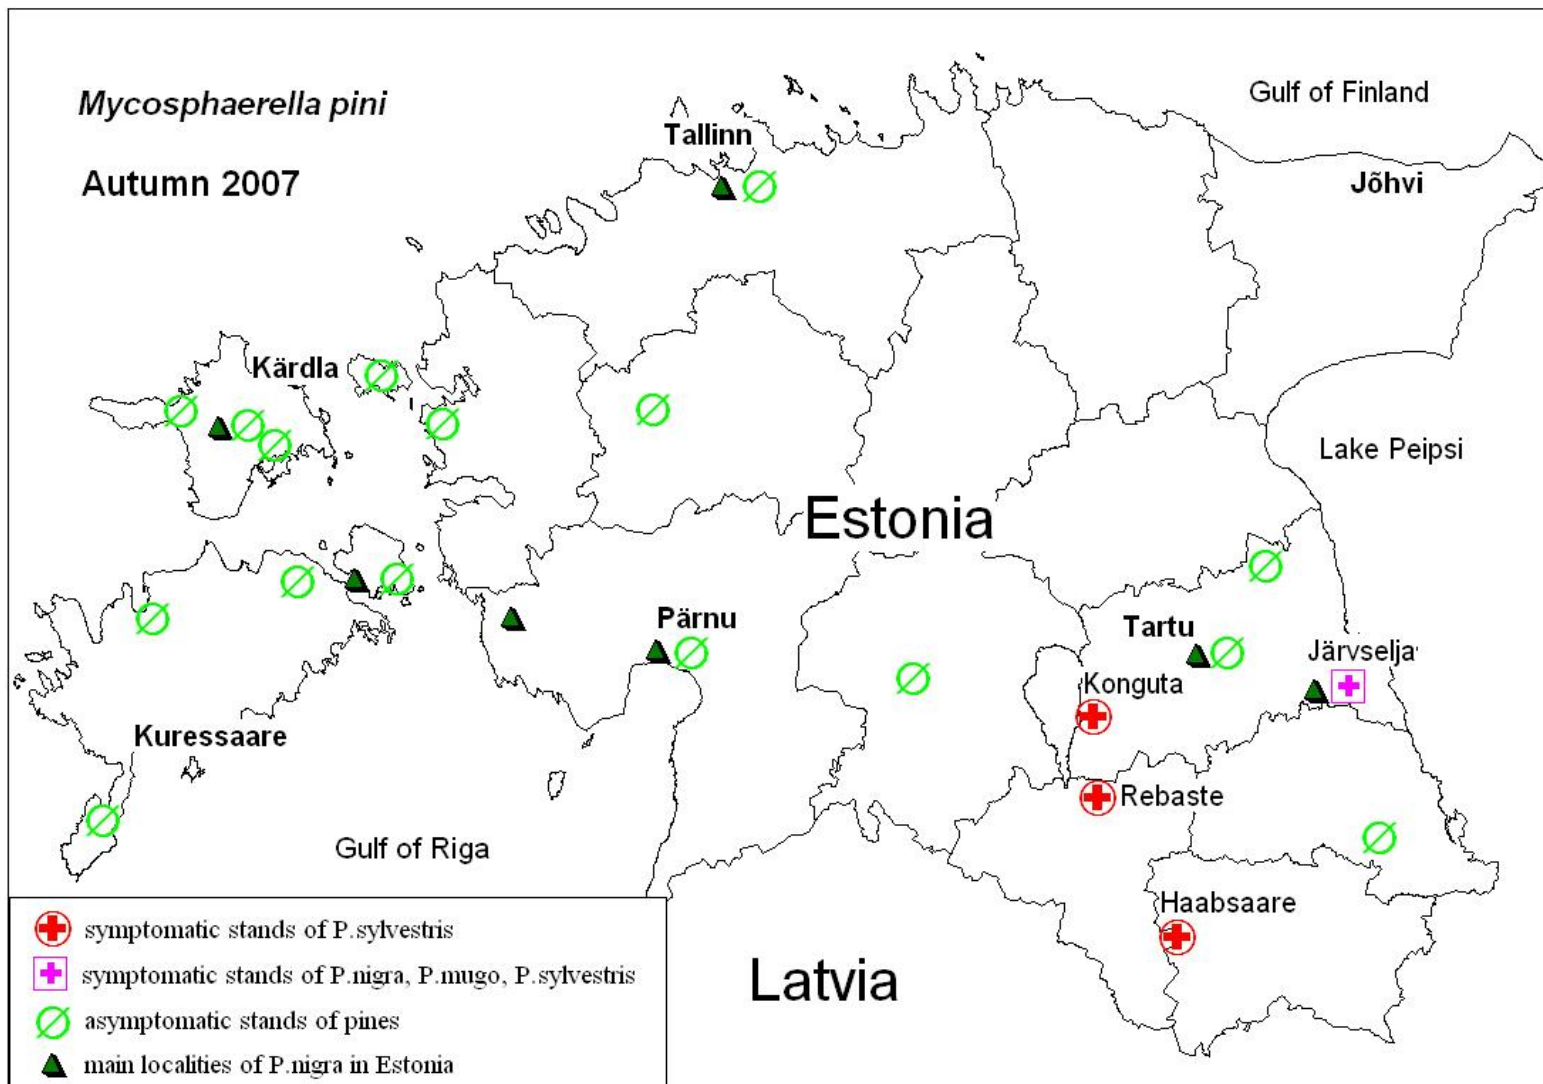 Mycosphaerella pini
Gulf of Finland
Tallinn
Autumn 2007
Jõhvi
Kärdla
Lake Peipsi
Estonia
Pärnu
Tartu
Järvselja
Konguta
Kuressaare
Rebaste
Gulf of Riga
Haabsaare
Latvia
symptomatic stands of P.sylvestris
symptomatic stands of P.nigra, P.mugo, P.sylvestris
asymptomatic stands of pines
main localities of P.nigra in Estonia